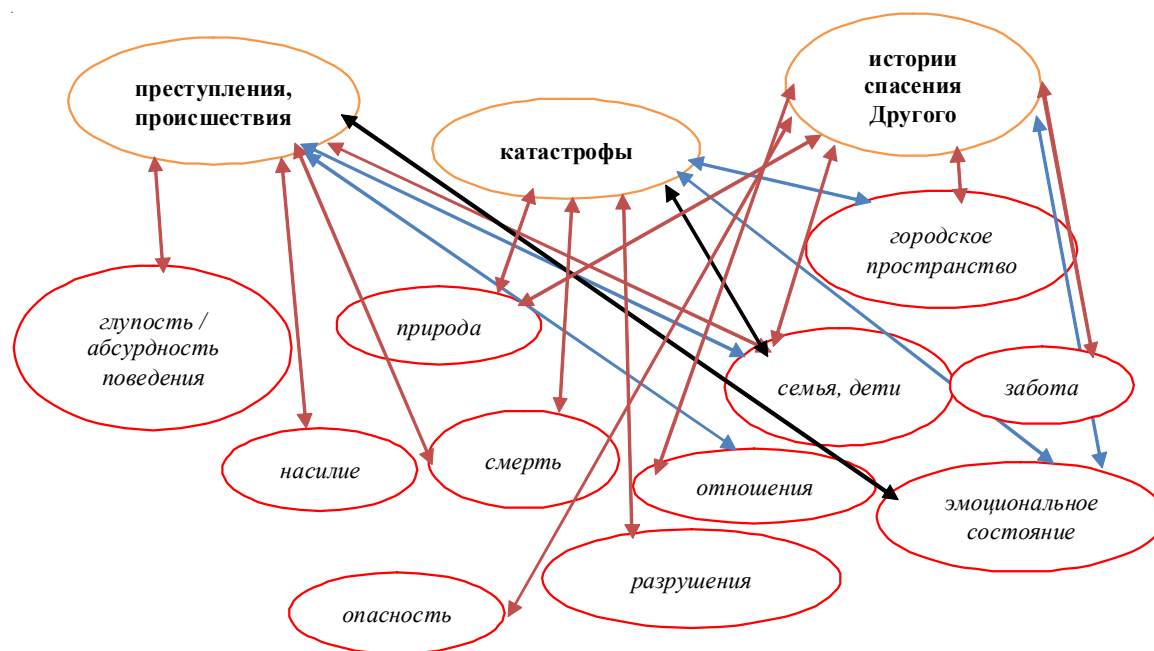 преступления,
происшествия
катастрофы
истории
спасения
Другого
городское
пространство
глупость /
абсурдность
поведения
природа
семья, дети
забота
насилие
смерть
отношения
эмоциональное
состояние
разрушения
опасность